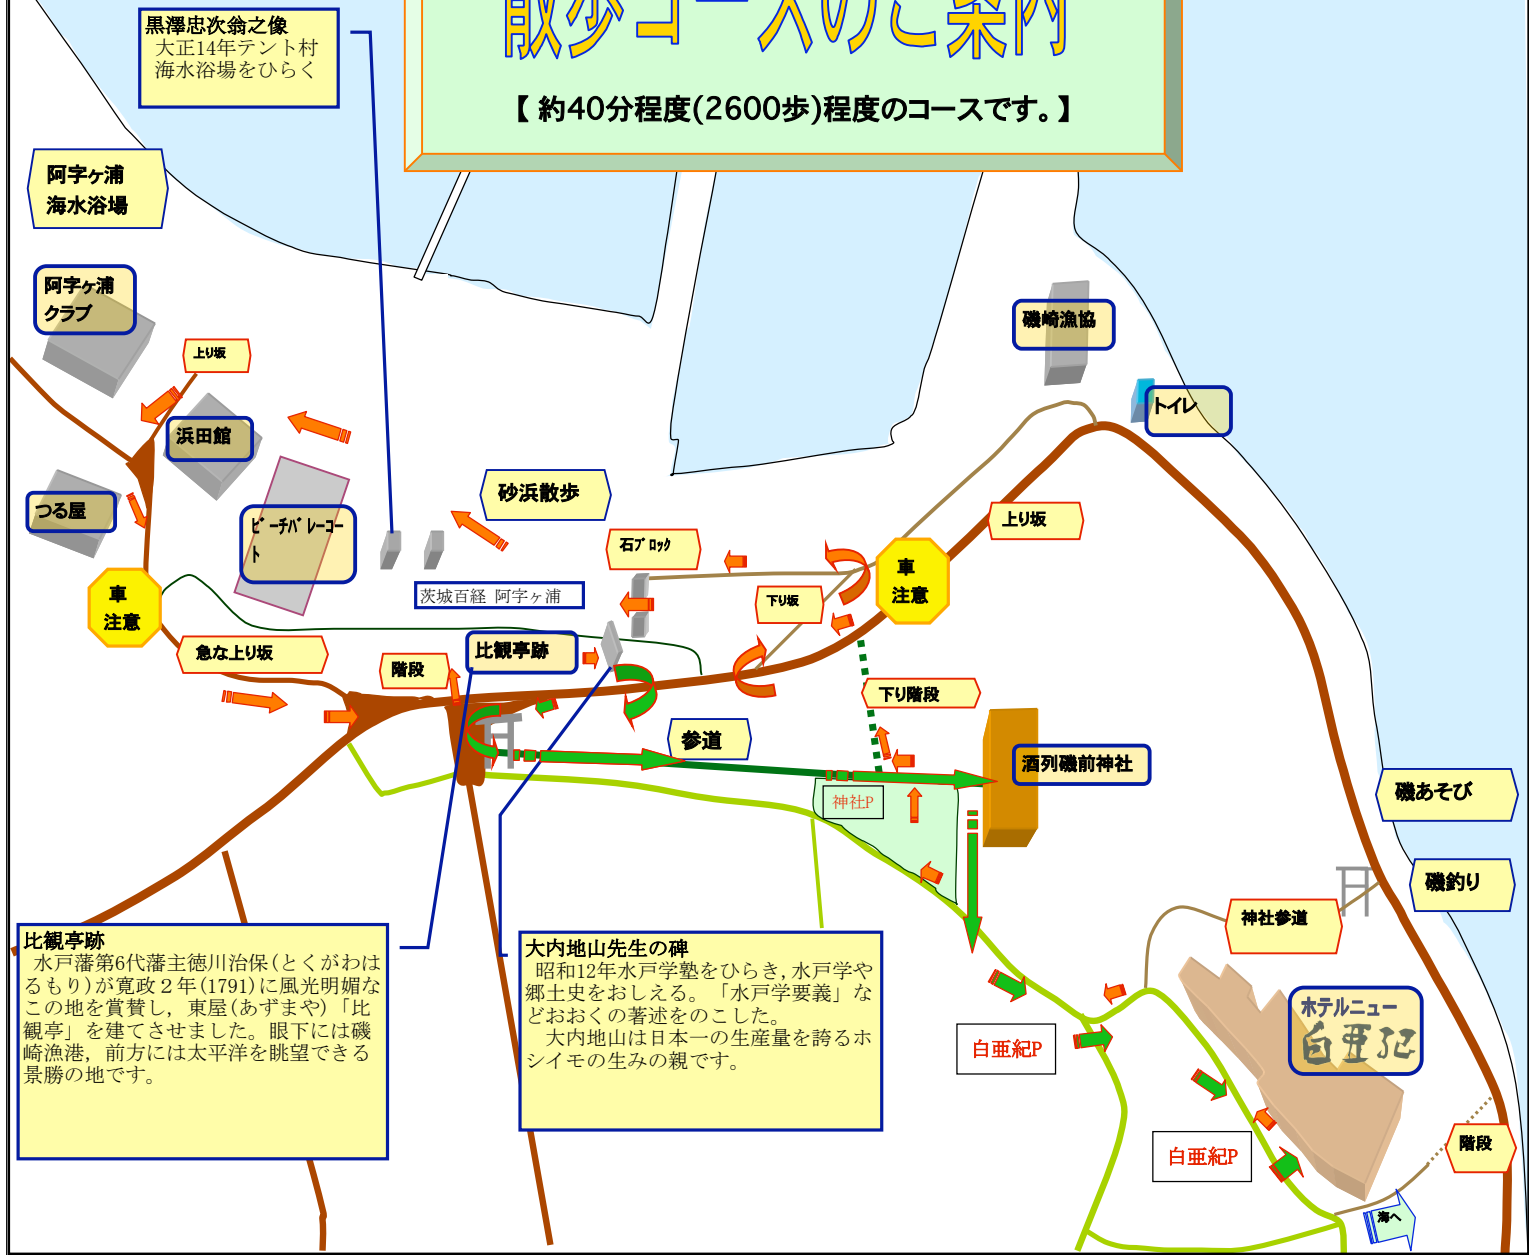 散歩コースのご案内
【 約40分程度(2600歩)程度のコースです。】
黒澤忠次翁之像
大正14年テント村
海水浴場をひらく
阿字ヶ浦
海水浴場
阿字ヶ浦
クラブ
上り坂
浜田館
つる屋
ﾋﾞｰﾁﾊﾞﾚｰｺｰ
ﾄ
砂浜散歩
石ﾌﾞﾛｯｸ
茨城百経 阿字ヶ浦
磯崎漁協
トイレ
上り坂
車
注意
下り坂
車
注意
急な上り坂
階段
比観亭跡
下り階段
参道
酒列磯前神社
神社P
磯あそび
磯釣り
神社参道
比観亭跡
水戸藩第6代藩主徳川治保(とくがわは
るもり)が寛政２年(1791)に風光明媚な
この地を賞賛し，東屋(あずまや)「比
観亭」を建てさせました。眼下には磯
崎漁港，前方には太平洋を眺望できる
景勝の地です。
大内地山先生の碑
昭和12年水戸学塾をひらき,水戸学や
郷土史をおしえる。「水戸学要義」な
どおおくの著述をのこした。
大内地山は日本一の生産量を誇るホ
シイモの生みの親です。
ホテルニュー
白亜紀
白亜紀P
白亜紀P
階段
海へ